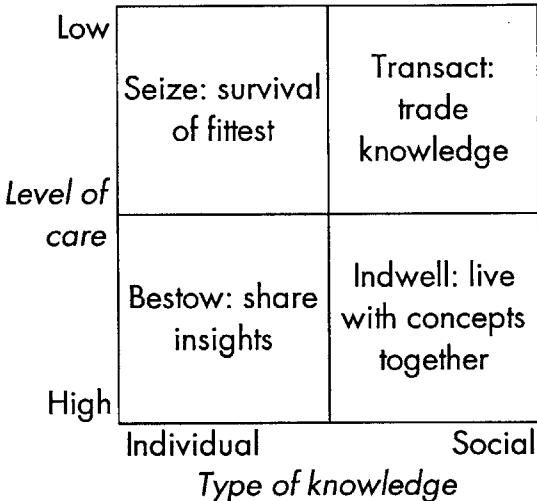 Low
Seize: survival
of fittest
Transact:
trade
knowledge
Level of
care
Bestow: share
insights
Indwell: live
with concepts
together
High
Individual
Social
Type of knowledge